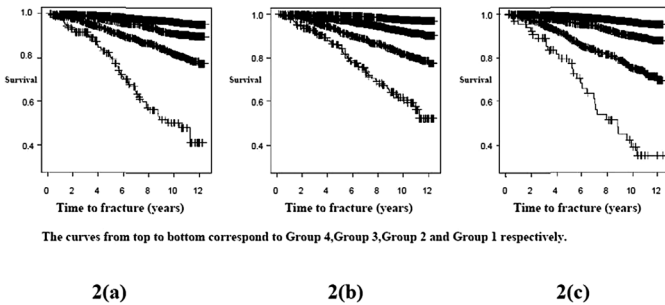 1.0
0.8
Survival
0.6
0.4
0 2 4 6 8 10 12
Time to fracture (years)
1.0
0.8
Survival
0.6
0.4
0 2 4 6 8 10 12
Time to fracture (years)
1.0
0.8
Survival
0.6
0.4
0 2 4 6 8 10 12
Time to fracture (years)
The curves from top to bottom correspond to Group 4,Group 3,Group 2 and Group 1 respectively.
2(a) 2(b) 2(c)